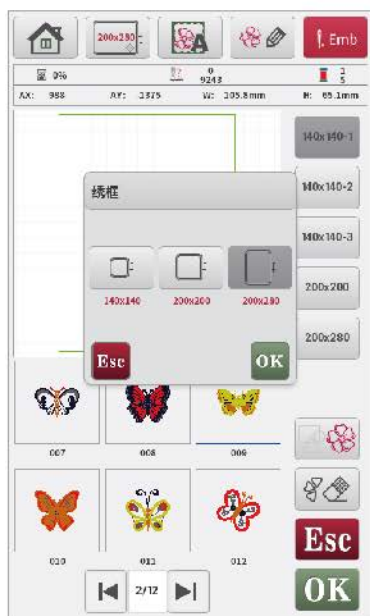 200x280
A
Emb
0%
0
9243
1
5
AX: 988 AY: 1375 W: 105.8mm H: 65.1mm
140x140-1
140x140-2
140x140-3
200x200
200x280
绣框
140x140 200x200 200x280
Esc OK
007 008 009
010 011 012
2/12
Esc
OK